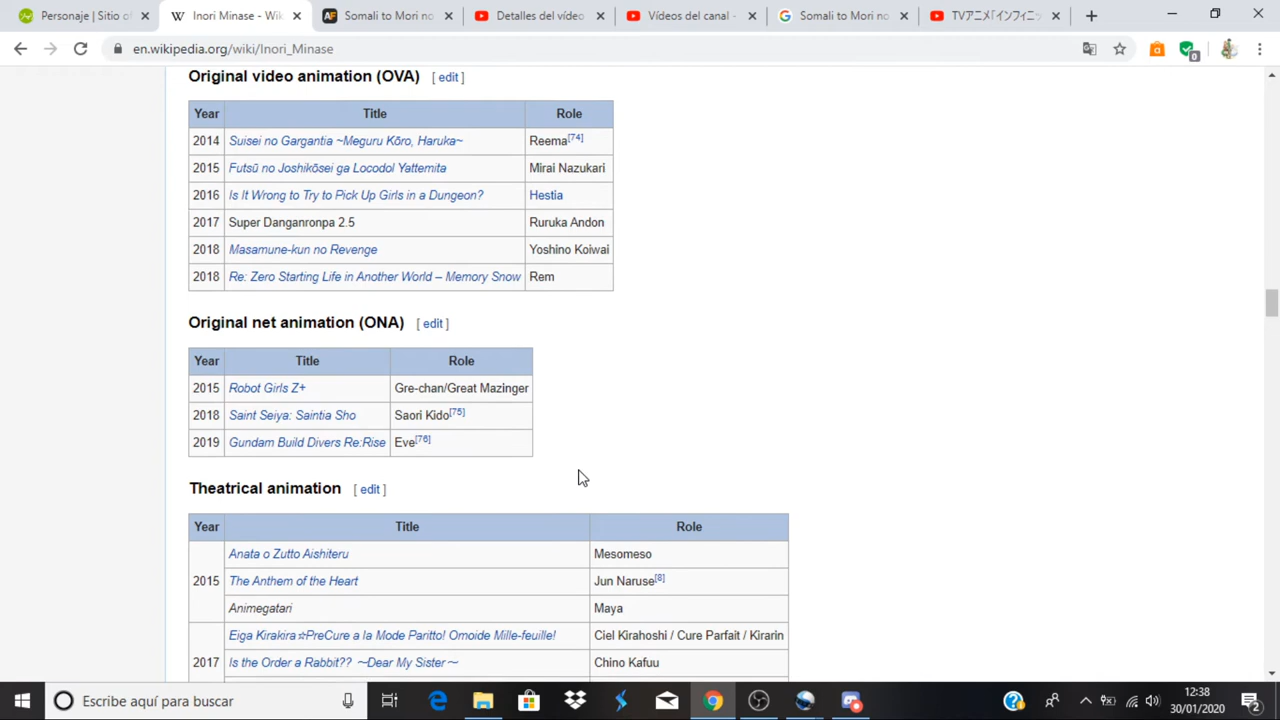 Personaje | Sitio of
Inori Minase - Wiki
Somali to Mori no
Detalles del vídeo
Vídeos del canal -
Somali to Mori no
TVアニメ「インフィニ
en.wikipedia.org/wiki/Inori_Minase
0
Original video animation (OVA) [ edit ]
Year Title Role
2014 Suisei no Gargantia ~Meguru Kōro, Haruka~ Reema[74]
2015 Futsū no Joshikōsei ga Locodol Yattemita Mirai Nazukari
2016 Is It Wrong to Try to Pick Up Girls in a Dungeon? Hestia
2017 Super Danganronpa 2.5 Ruruka Andon
2018 Masamune-kun no Revenge Yoshino Koiwai
2018 Re: Zero Starting Life in Another World – Memory Snow Rem
Original net animation (ONA) [ edit ]
Year Title Role
2015 Robot Girls Z+ Gre-chan/Great Mazinger
2018 Saint Seiya: Saintia Sho Saori Kido[75]
2019 Gundam Build Divers Re:Rise Eve[76]
Theatrical animation [ edit ]
Year Title Role
Anata o Zutto Aishiteru Mesomeso
2015 The Anthem of the Heart Jun Naruse[8]
Animegatari Maya
Eiga Kirakira☆PreCure a la Mode Paritto! Omoide Mille-feuille! Ciel Kirahoshi / Cure Parfait / Kirarin
2017 Is the Order a Rabbit?? ～Dear My Sister～ Chino Kafuu
Escribe aquí para buscar
12:38
30/01/2020
2